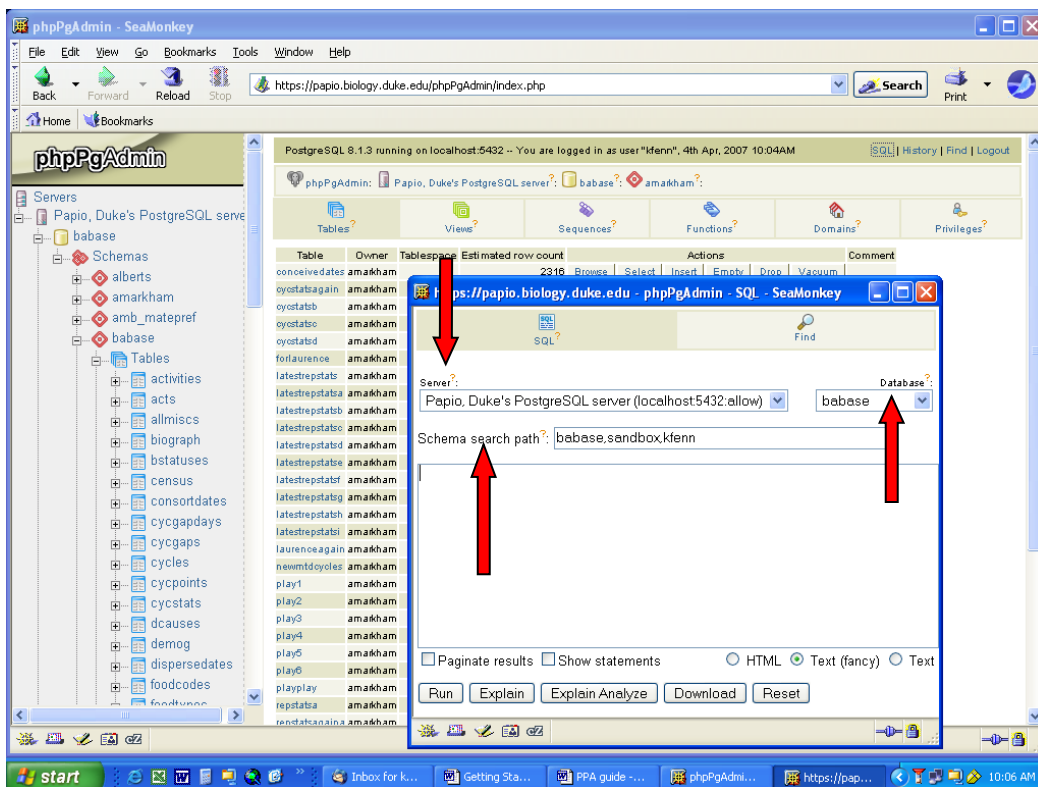 phpPgAdmin - SeaMonkey
File Edit View Go Bookmarks Tools Window Help
Back Forward Reload Stop https://papio.biology.duke.edu/phpPgAdmin/index.php Search Print
Home Bookmarks
phpPgAdmin
Servers
Papio, Duke's PostgreSQL serve
babase
Schemas
alberts
amarkham
amb_matepref
babase
Tables
activities
acts
allmiscs
biograph
bstatuses
census
consortdates
cycgapdays
cycgaps
cycles
cycpoints
cycstats
dcauses
demog
dispersedates
foodcodes
foodtypes
PostgreSQL 8.1.3 running on localhost:5432 -- You are logged in as user "kfenn", 4th Apr, 2007 10:04AM SQL | History | Find | Logout
phpPgAdmin: Papio, Duke's PostgreSQL server?: babase?: amarkham?:
Tables? Views? Sequences? Functions? Domains? Privileges?
Table Owner Tablespace Estimated row count Actions Comment
conceivedates amarkham 2316 Browse Select Insert Empty Drop Vacuum
cycstatsagain amarkham
cycstatsb amarkham
cycstatsc amarkham
cycstatsd amarkham
forlaurence amarkham
latestrepstats amarkham
latestrepstatsa amarkham
latestrepstatsb amarkham
latestrepstatsc amarkham
latestrepstatsd amarkham
latestrepstatse amarkham
latestrepstatsf amarkham
latestrepstatsg amarkham
latestrepstatsh amarkham
latestrepstatsi amarkham
laurenceagain amarkham
newmtdcycles amarkham
play1 amarkham
play2 amarkham
play3 amarkham
play4 amarkham
play5 amarkham
play6 amarkham
playplay amarkham
repstatsa amarkham
repstatsagaina amarkham
https://papio.biology.duke.edu - phpPgAdmin - SQL - SeaMonkey
SQL? Find
Server?: Database?:
Papio, Duke's PostgreSQL server (localhost:5432:allow) babase
Schema search path?: babase,sandbox,kfenn
Paginate results Show statements HTML Text (fancy) Text
Run Explain Explain Analyze Download Reset
start Inbox for k... Getting Sta... PPA guide -... phpPgAdmi... https://pap... 10:06 AM